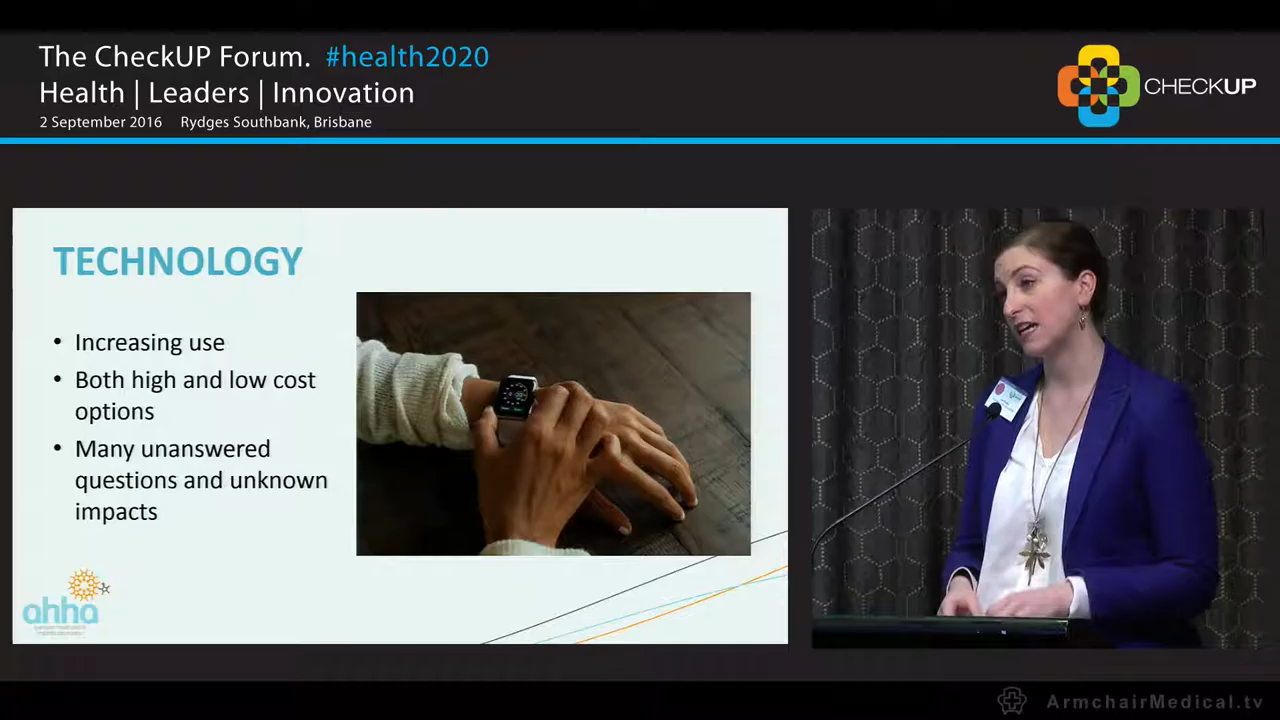 The CheckUP Forum. #health2020
Health | Leaders | Innovation
2 September 2016 Rydges Southbank, Brisbane
CHECKUP
TECHNOLOGY
• Increasing use
• Both high and low cost
options
• Many unanswered
questions and unknown
impacts
ahha
ArmchairMedical.tv